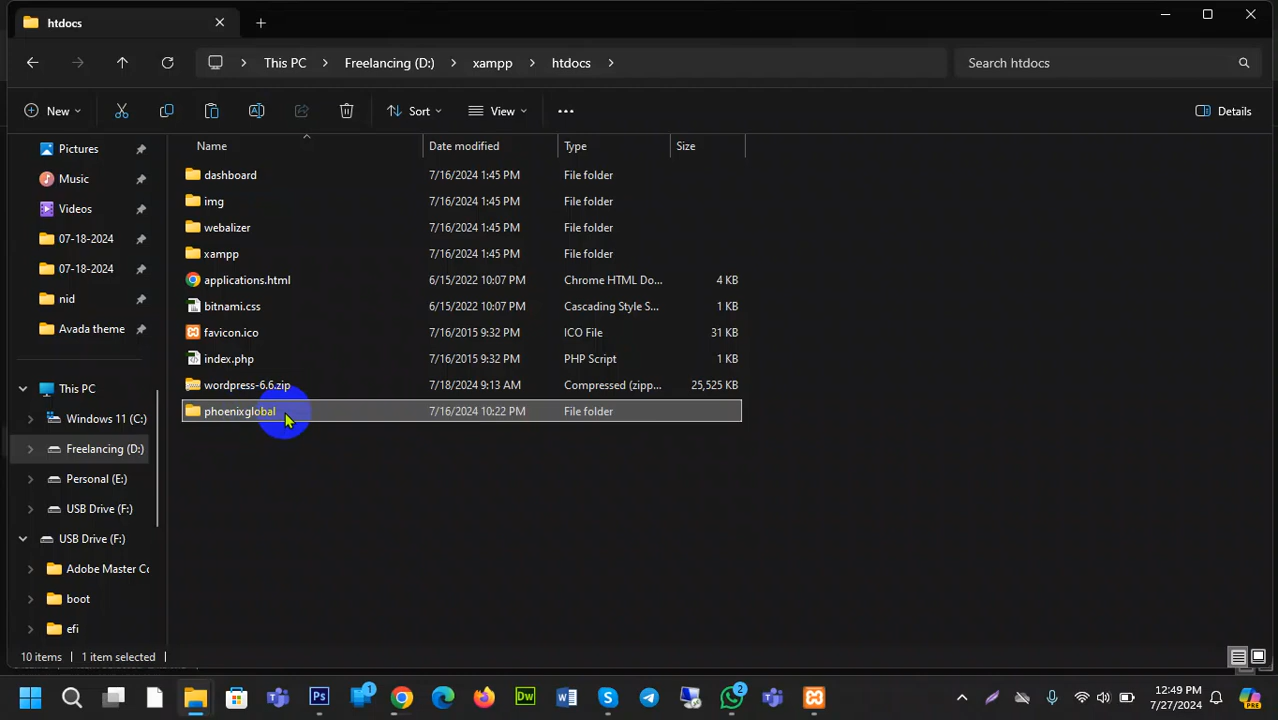 htdocs
This PC
Freelancing (D:)
xampp
htdocs
Search htdocs
New
Sort
View
Details
Name
Date modified
Type
Size
Pictures
Music
Videos
07-18-2024
07-18-2024
nid
Avada theme
This PC
Windows 11 (C:)
Freelancing (D:)
Personal (E:)
USB Drive (F:)
USB Drive (F:)
Adobe Master Cc
boot
efi
dashboard 7/16/2024 1:45 PM File folder
img 7/16/2024 1:45 PM File folder
webalizer 7/16/2024 1:45 PM File folder
xampp 7/16/2024 1:45 PM File folder
applications.html 6/15/2022 10:07 PM Chrome HTML Do... 4 KB
bitnami.css 6/15/2022 10:07 PM Cascading Style S... 1 KB
favicon.ico 7/16/2015 9:32 PM ICO File 31 KB
index.php 7/16/2015 9:32 PM PHP Script 1 KB
wordpress-6.6.zip 7/18/2024 9:13 AM Compressed (zipp... 25,525 KB
phoenixglobal 7/16/2024 10:22 PM File folder
10 items
1 item selected
Ps
1
Dw
2
12:49 PM
7/27/2024
PRE